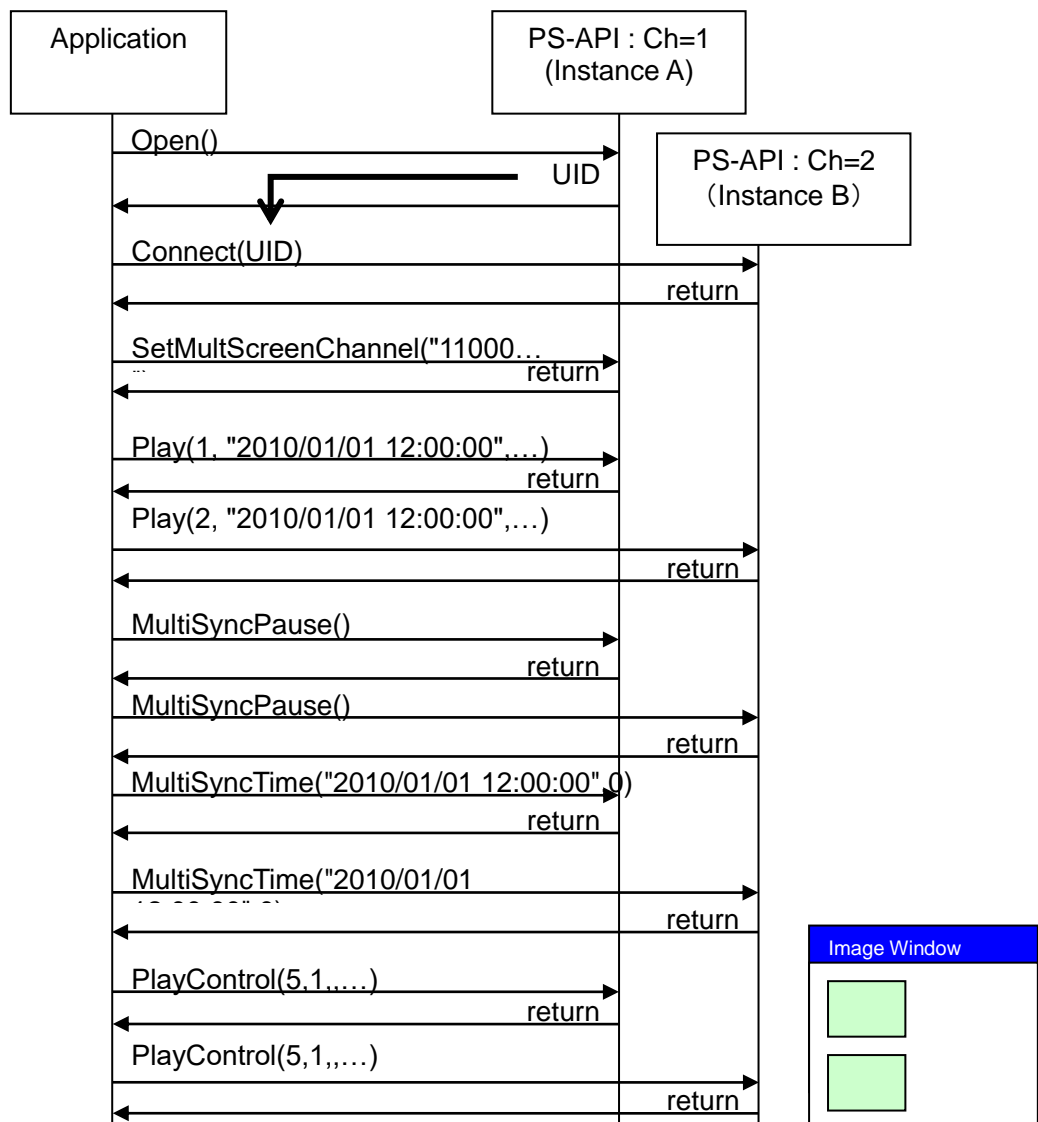 Application
PS-API : Ch=1
(Instance A)
Open()
UID
PS-API : Ch=2
（Instance B）
Connect(UID)
return
SetMultScreenChannel("11000…
return
Play(1, "2010/01/01 12:00:00",…)
return
Play(2, "2010/01/01 12:00:00",…)
return
MultiSyncPause()
return
MultiSyncPause()
return
MultiSyncTime("2010/01/01 12:00:00",0)
return
MultiSyncTime("2010/01/01
return
Image Window
PlayControl(5,1,,…)
return
PlayControl(5,1,,…)
return